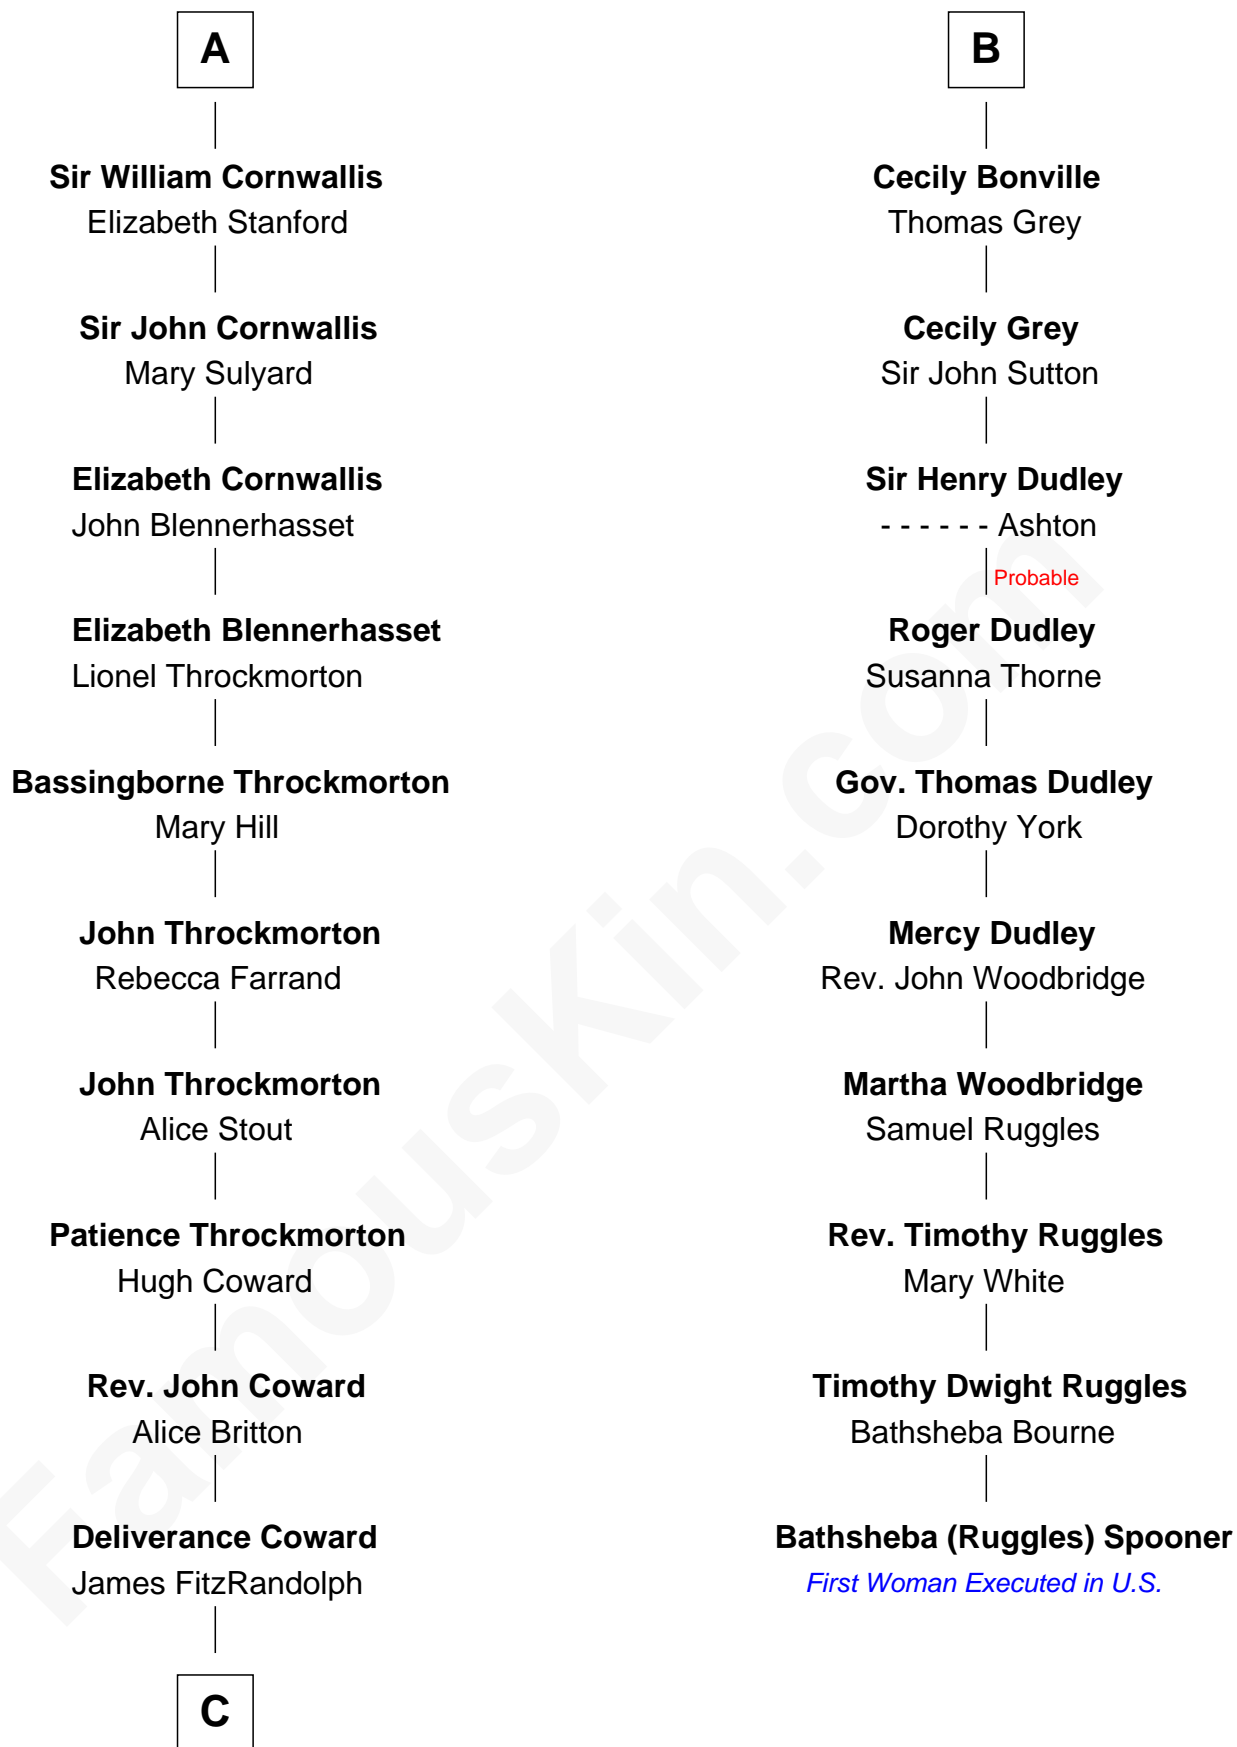 A
Sir William Cornwallis
Elizabeth Stanford
Sir John Cornwallis
Mary Sulyard
Elizabeth Cornwallis
John Blennerhasset
Elizabeth Blennerhasset
Lionel Throckmorton
Bassingborne Throckmorton
Mary Hill
John Throckmorton
Rebecca Farrand
John Throckmorton
Alice Stout
Patience Throckmorton
Hugh Coward
Rev. John Coward
Alice Britton
Deliverance Coward
James FitzRandolph
C
B
Cecily Bonville
Thomas Grey
Cecily Grey
Sir John Sutton
Sir Henry Dudley
- - - - - - Ashton
Probable
Roger Dudley
Susanna Thorne
Gov. Thomas Dudley
Dorothy York
Mercy Dudley
Rev. John Woodbridge
Martha Woodbridge
Samuel Ruggles
Rev. Timothy Ruggles
Mary White
Timothy Dwight Ruggles
Bathsheba Bourne
Bathsheba (Ruggles) Spooner
First Woman Executed in U.S.
FamousKin.com